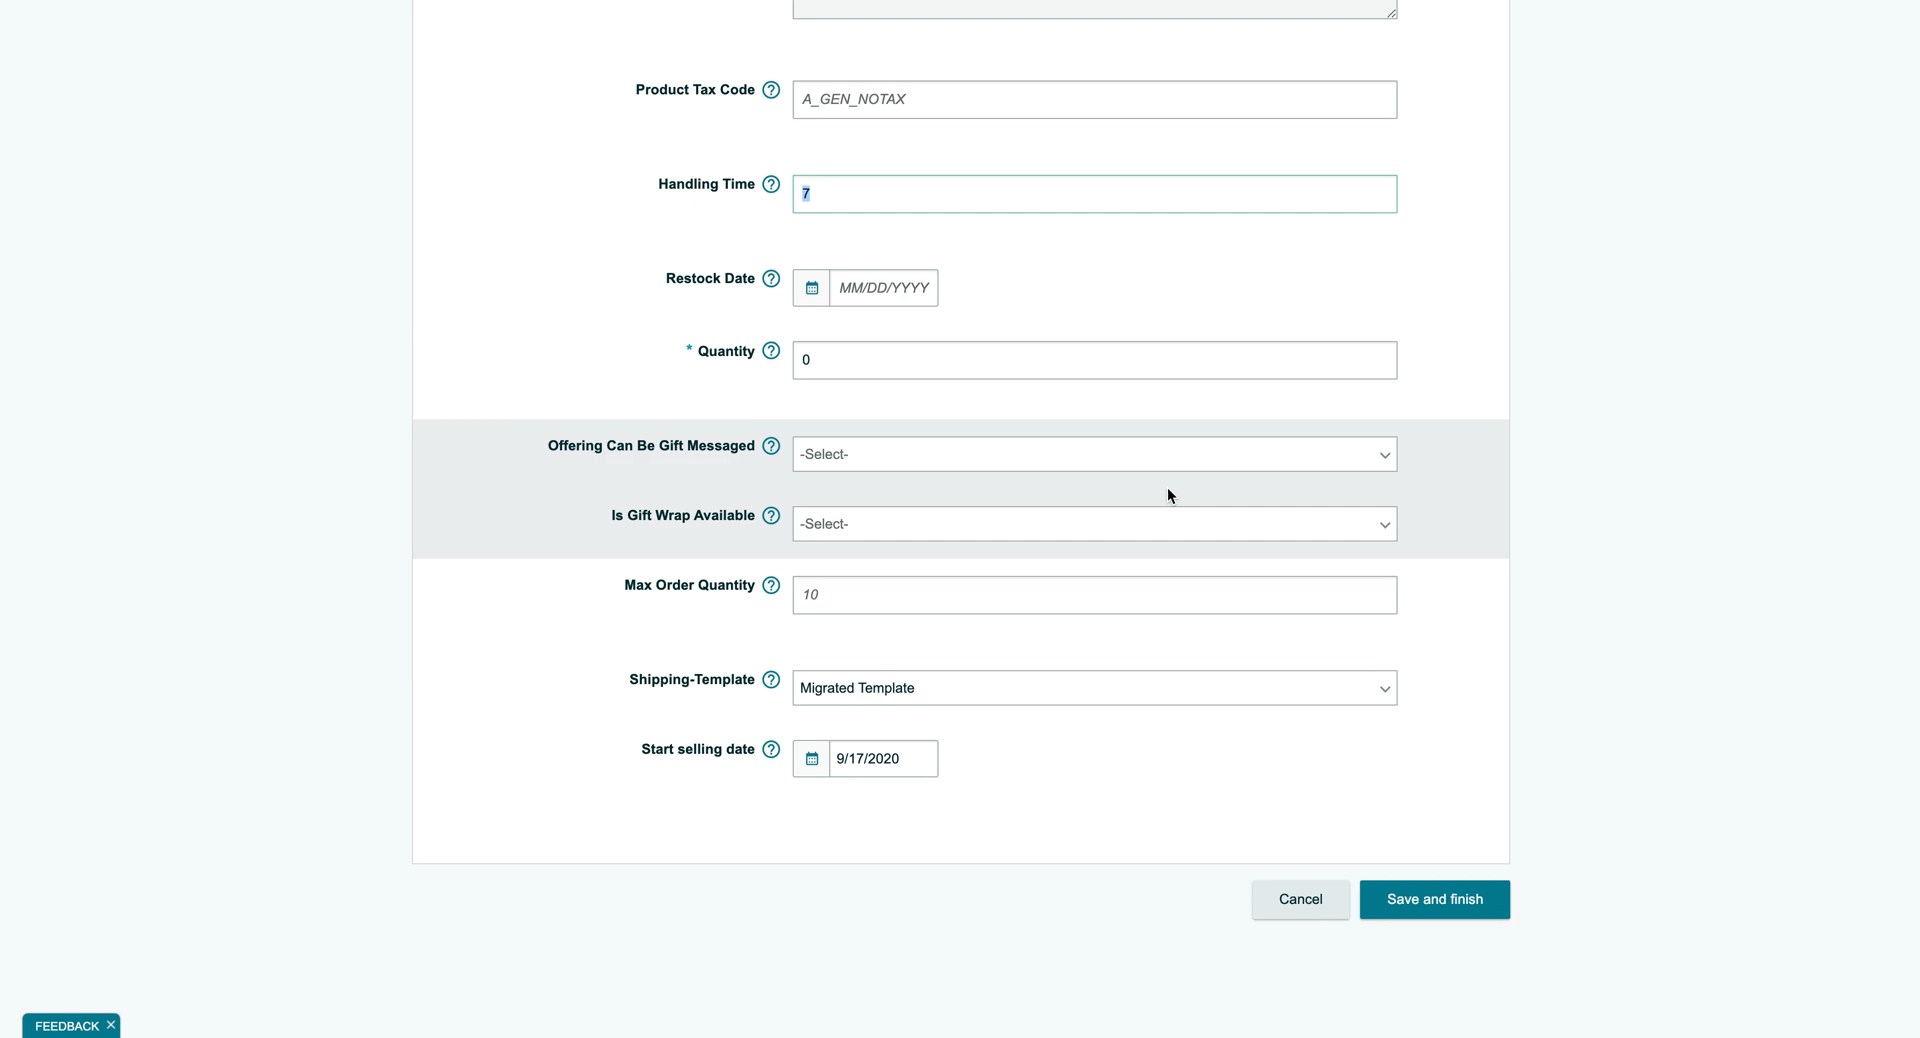 Product Tax Code ? A_GEN_NOTAX
Handling Time ? 7
Restock Date ? MM/DD/YYYY
* Quantity ? 0
Offering Can Be Gift Messaged ? -Select-
Is Gift Wrap Available ? -Select-
Max Order Quantity ? 10
Shipping-Template ? Migrated Template
Start selling date ? 9/17/2020
Cancel Save and finish
FEEDBACK ×